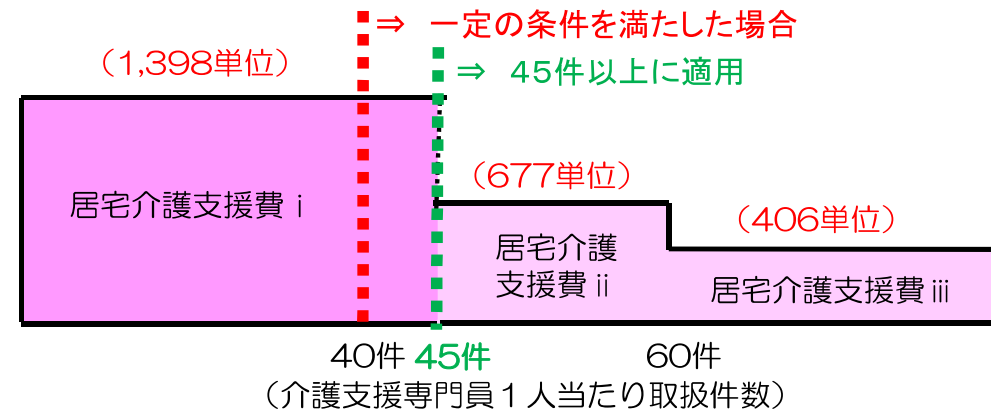 ⇒ 一定の条件を満たした場合
(1,398単位)
⇒ 45件以上に適用
(677単位)
居宅介護支援費ⅰ
(406単位)
居宅介護
支援費ⅱ
居宅介護支援費ⅲ
40件 45件 60件
(介護支援専門員1人当たり取扱件数)